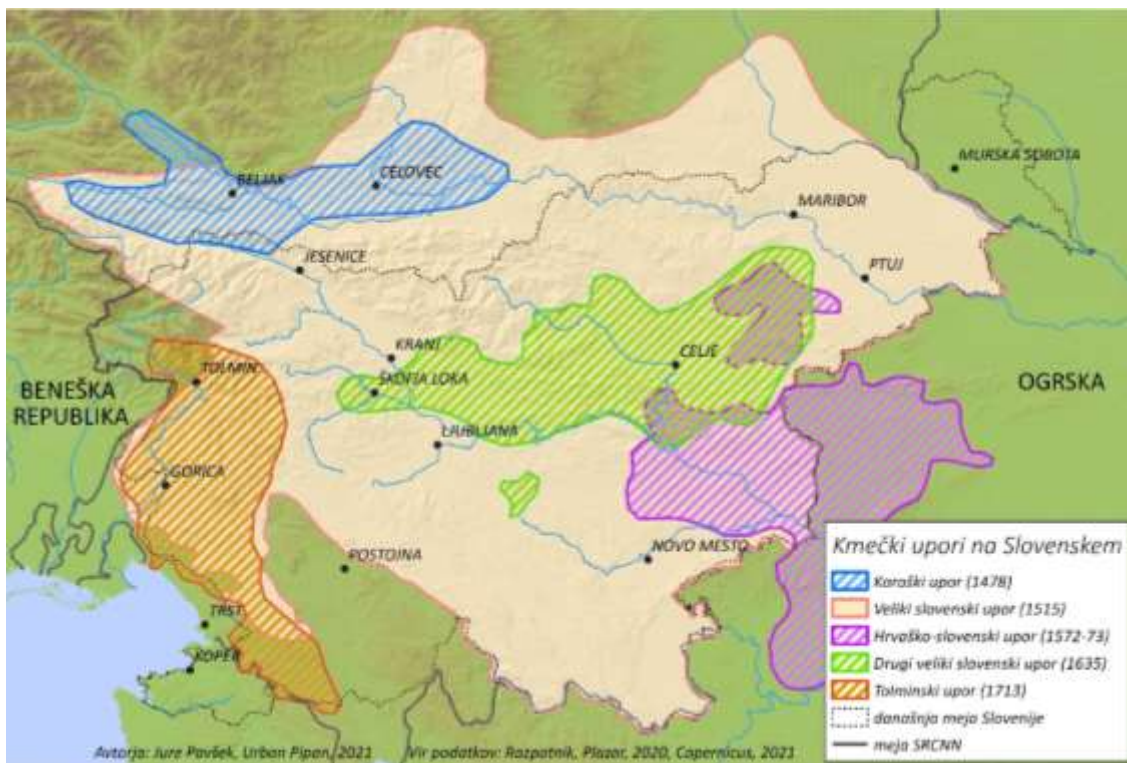 MURSKA SOBOTA
CELOVEC
BELJAK
MARIBOR
JESENICE
PTUJ
KRANJ
CELJE
TOLMIN
ŠKOFJA LOKA
BENEŠKA
REPUBLIKA
OGRSKA
LJUBLJANA
GORICA
POSTOJNA
NOVO MESTO
TRST
KOPER
Kmečki upori na Slovenskem
Koroški upor (1478)
Veliki slovenski upor (1515)
Hrvaško-slovenski upor (1572-73)
Drugi veliki slovenski upor (1635)
Tolminski upor (1713)
današnja meja Slovenije
meja SRCNN
Avtorja: Jure Pavšek, Urban Pipan, 2021 Vir podatkov: Razpotnik, Plazar, 2020, Copernicus, 2021